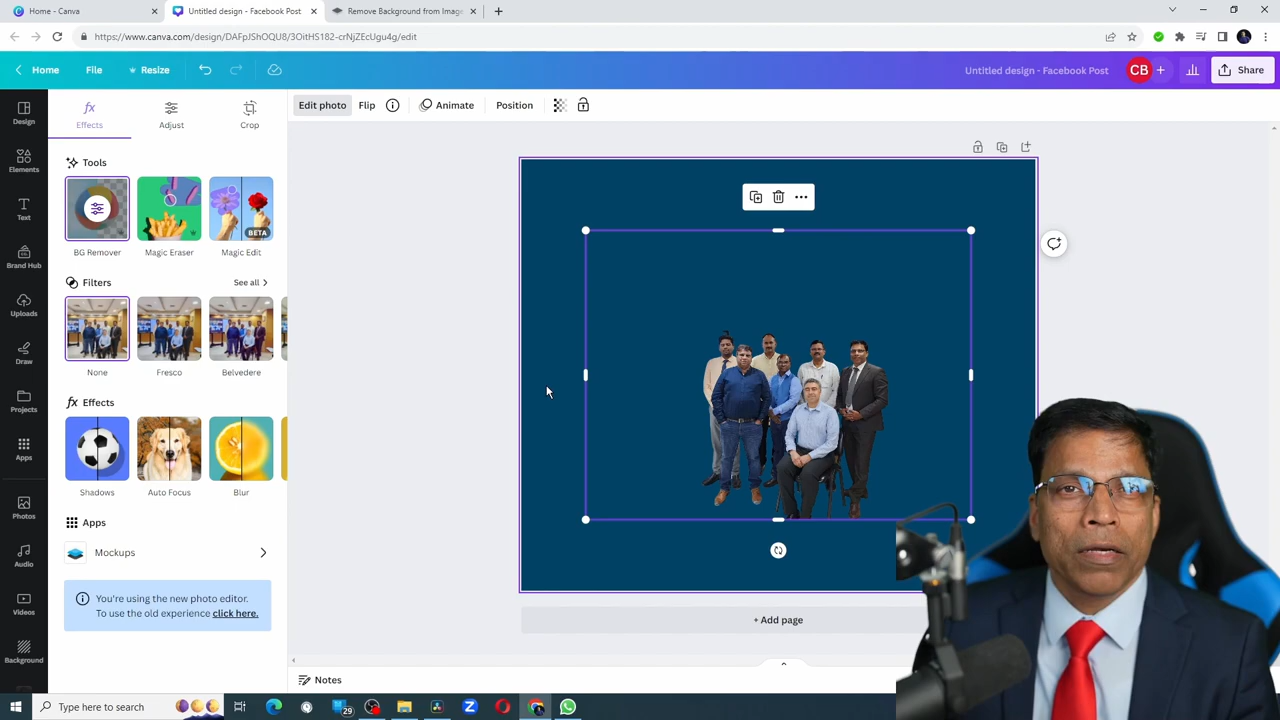 Home - Canva
Untitled design - Facebook Post
Remove Background from Image
https://www.canva.com/design/DAFpJShOQU8/3OitHS182-crNjZEcUgu4g/edit
Home
File
Resize
Untitled design - Facebook Post
CB
Share
Design
Elements
Text
Brand Hub
Uploads
Draw
Projects
Apps
Photos
Audio
Videos
Background
Effects
Adjust
Crop
Edit photo
Flip
Animate
Position
Tools
BG Remover
Magic Eraser
BETA
Magic Edit
Filters
See all
None
Fresco
Belvedere
fx Effects
Shadows
Auto Focus
Blur
Apps
Mockups
You're using the new photo editor.
To use the old experience click here.
+ Add page
Notes
Type here to search
29